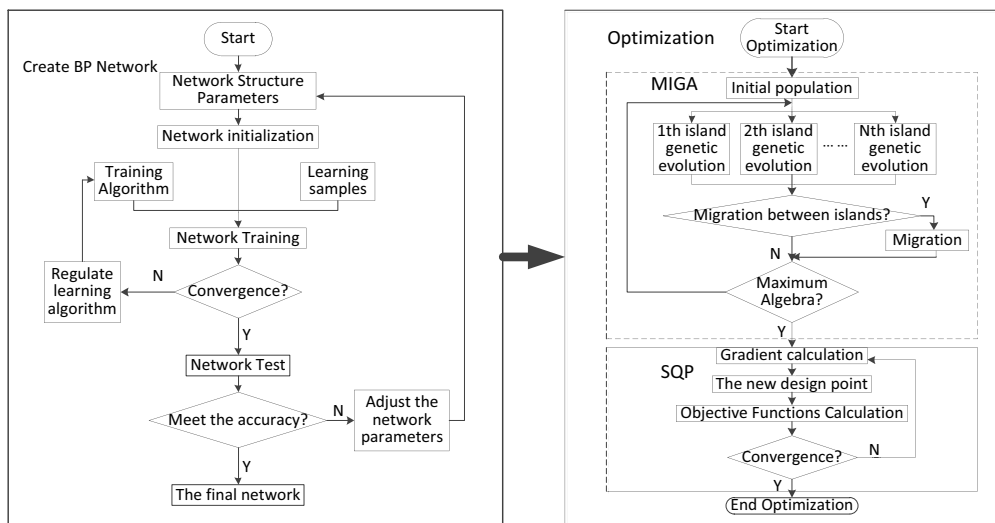 Start
Create BP Network
Network Structure
Parameters
Network initialization
Training
Algorithm
Learning
samples
Network Training
Regulate
learning
algorithm
N
Convergence?
Y
Network Test
Meet the accuracy?
N
Adjust the
network
parameters
Y
The final network
Optimization
Start
Optimization
MIGA
Initial population
1th island
genetic
evolution
2th island
genetic
evolution
... ...
Nth island
genetic
evolution
Migration between islands?
Y
Migration
N
Maximum
Algebra?
Y
SQP
Gradient calculation
The new design point
Objective Functions Calculation
Convergence?
N
Y
End Optimization